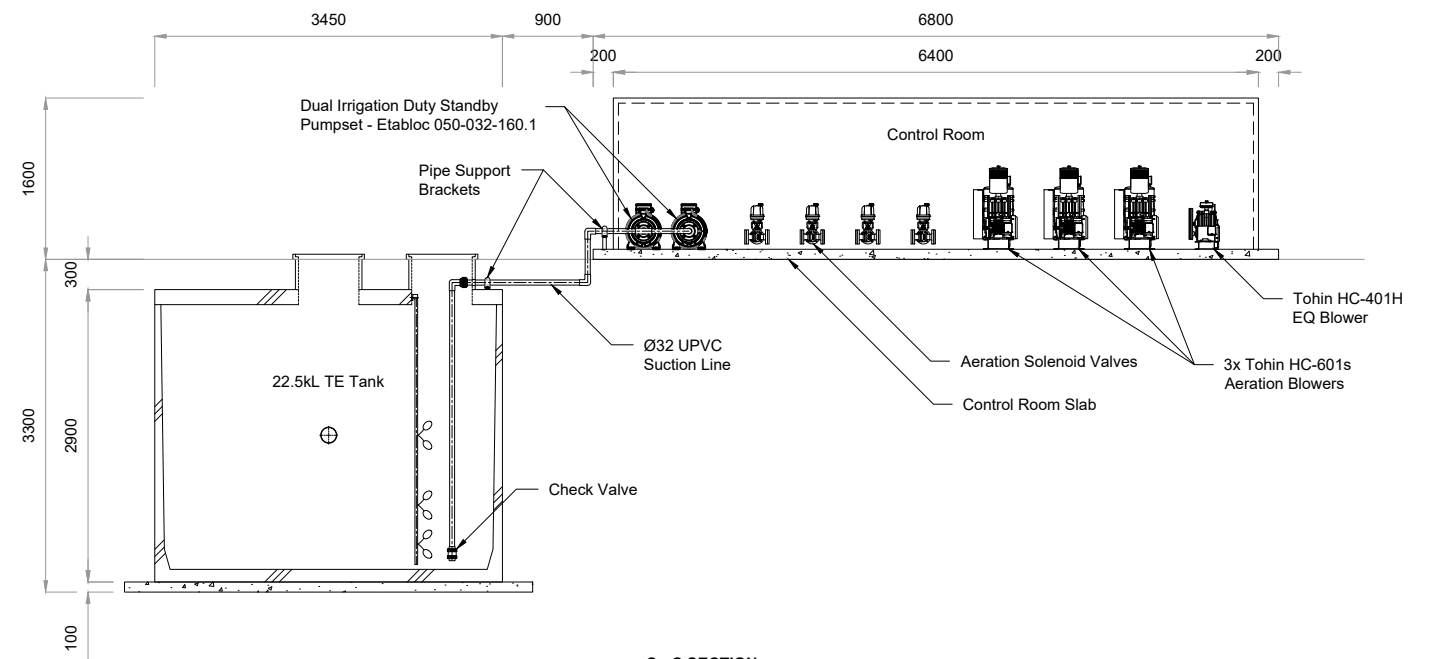 3450
900
6800
200
6400
200
Dual Irrigation Duty Standby
Pumpset - Etabloc 050-032-160.1
Control Room
Pipe Support
Brackets
1600
300
Tohin HC-401H
EQ Blower
Ø32 UPVC
Suction Line
Aeration Solenoid Valves
3x Tohin HC-601s
Aeration Blowers
22.5kL TE Tank
Control Room Slab
3300
2900
Check Valve
100